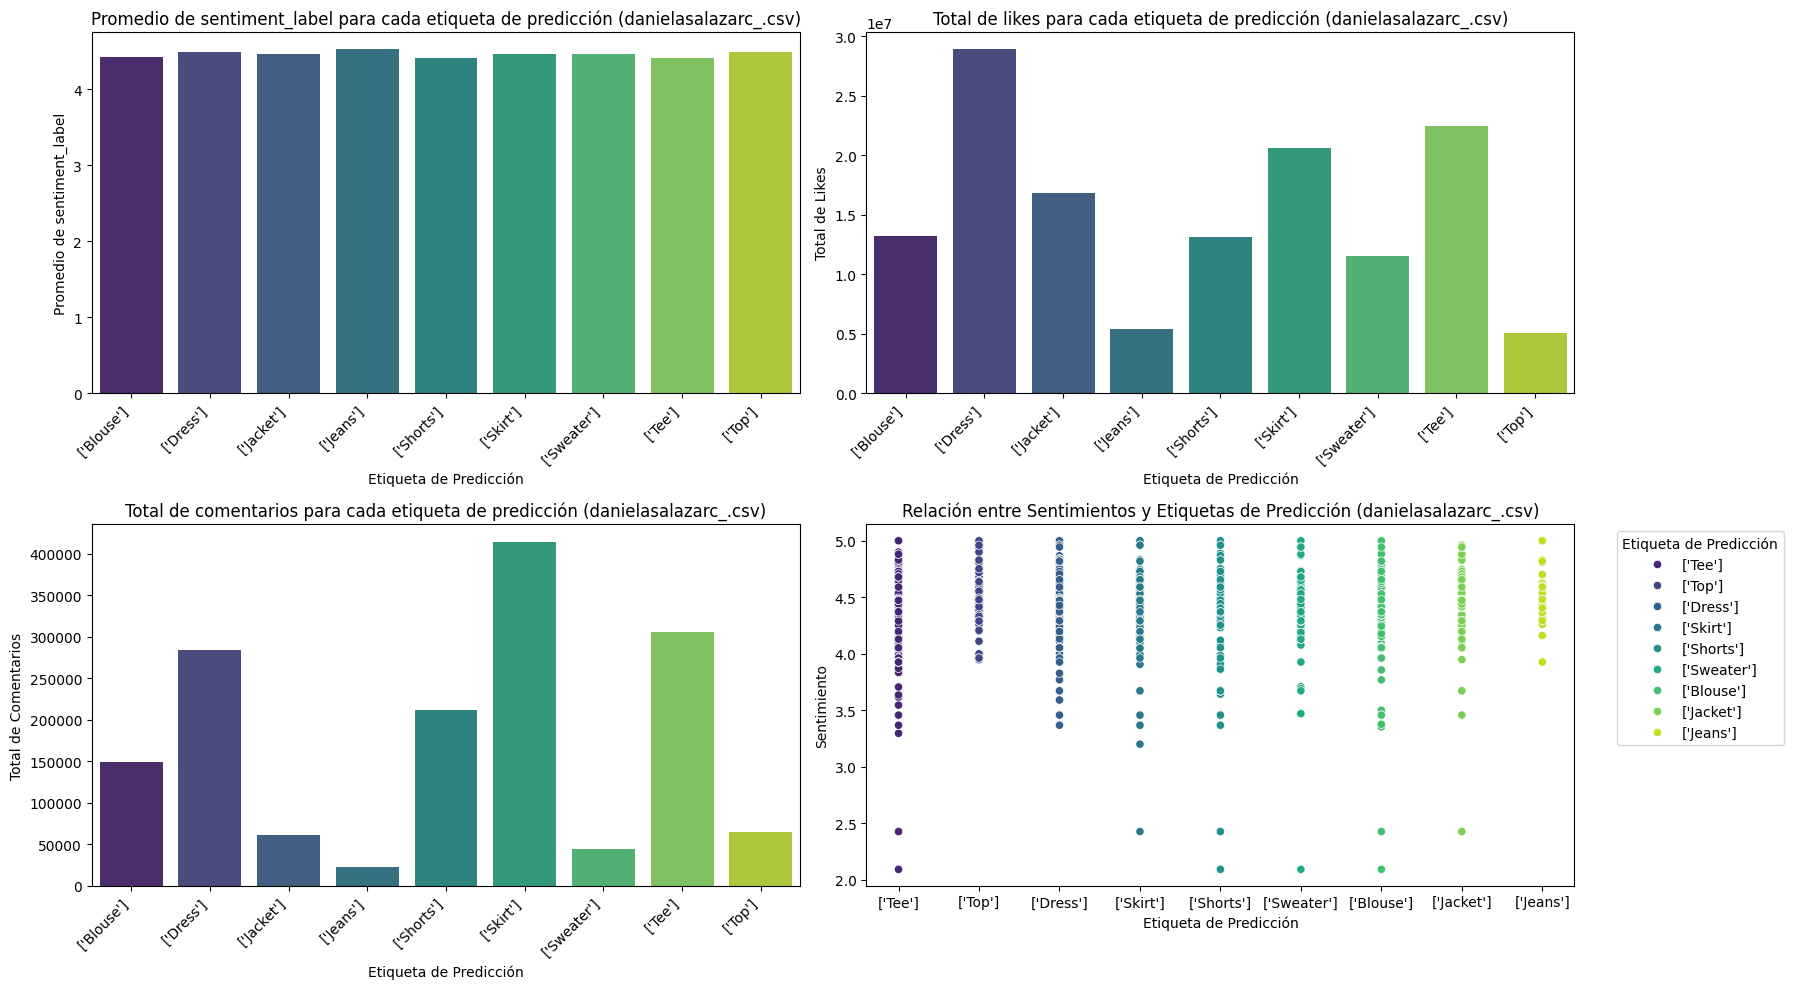 Promedio de sentiment_label para cada etiqueta de predicción (danielasalazarc_.csv)
Promedio de sentiment_label
4
3
2
1
0
['Blouse']
['Dress']
['Jacket']
['Jeans']
['Shorts']
['Skirt']
['Sweater']
['Tee']
['Top']
Etiqueta de Predicción
Total de likes para cada etiqueta de predicción (danielasalazarc_.csv)
1e7
Total de Likes
3.0
2.5
2.0
1.5
1.0
0.5
0.0
['Blouse']
['Dress']
['Jacket']
['Jeans']
['Shorts']
['Skirt']
['Sweater']
['Tee']
['Top']
Etiqueta de Predicción
Total de comentarios para cada etiqueta de predicción (danielasalazarc_.csv)
Total de Comentarios
400000
350000
300000
250000
200000
150000
100000
50000
0
['Blouse']
['Dress']
['Jacket']
['Jeans']
['Shorts']
['Skirt']
['Sweater']
['Tee']
['Top']
Etiqueta de Predicción
Relación entre Sentimientos y Etiquetas de Predicción (danielasalazarc_.csv)
Sentimiento
5.0
4.5
4.0
3.5
3.0
2.5
2.0
['Tee']
['Top']
['Dress']
['Skirt']
['Shorts']
['Sweater']
['Blouse']
['Jacket']
['Jeans']
Etiqueta de Predicción
Etiqueta de Predicción
['Tee']
['Top']
['Dress']
['Skirt']
['Shorts']
['Sweater']
['Blouse']
['Jacket']
['Jeans']